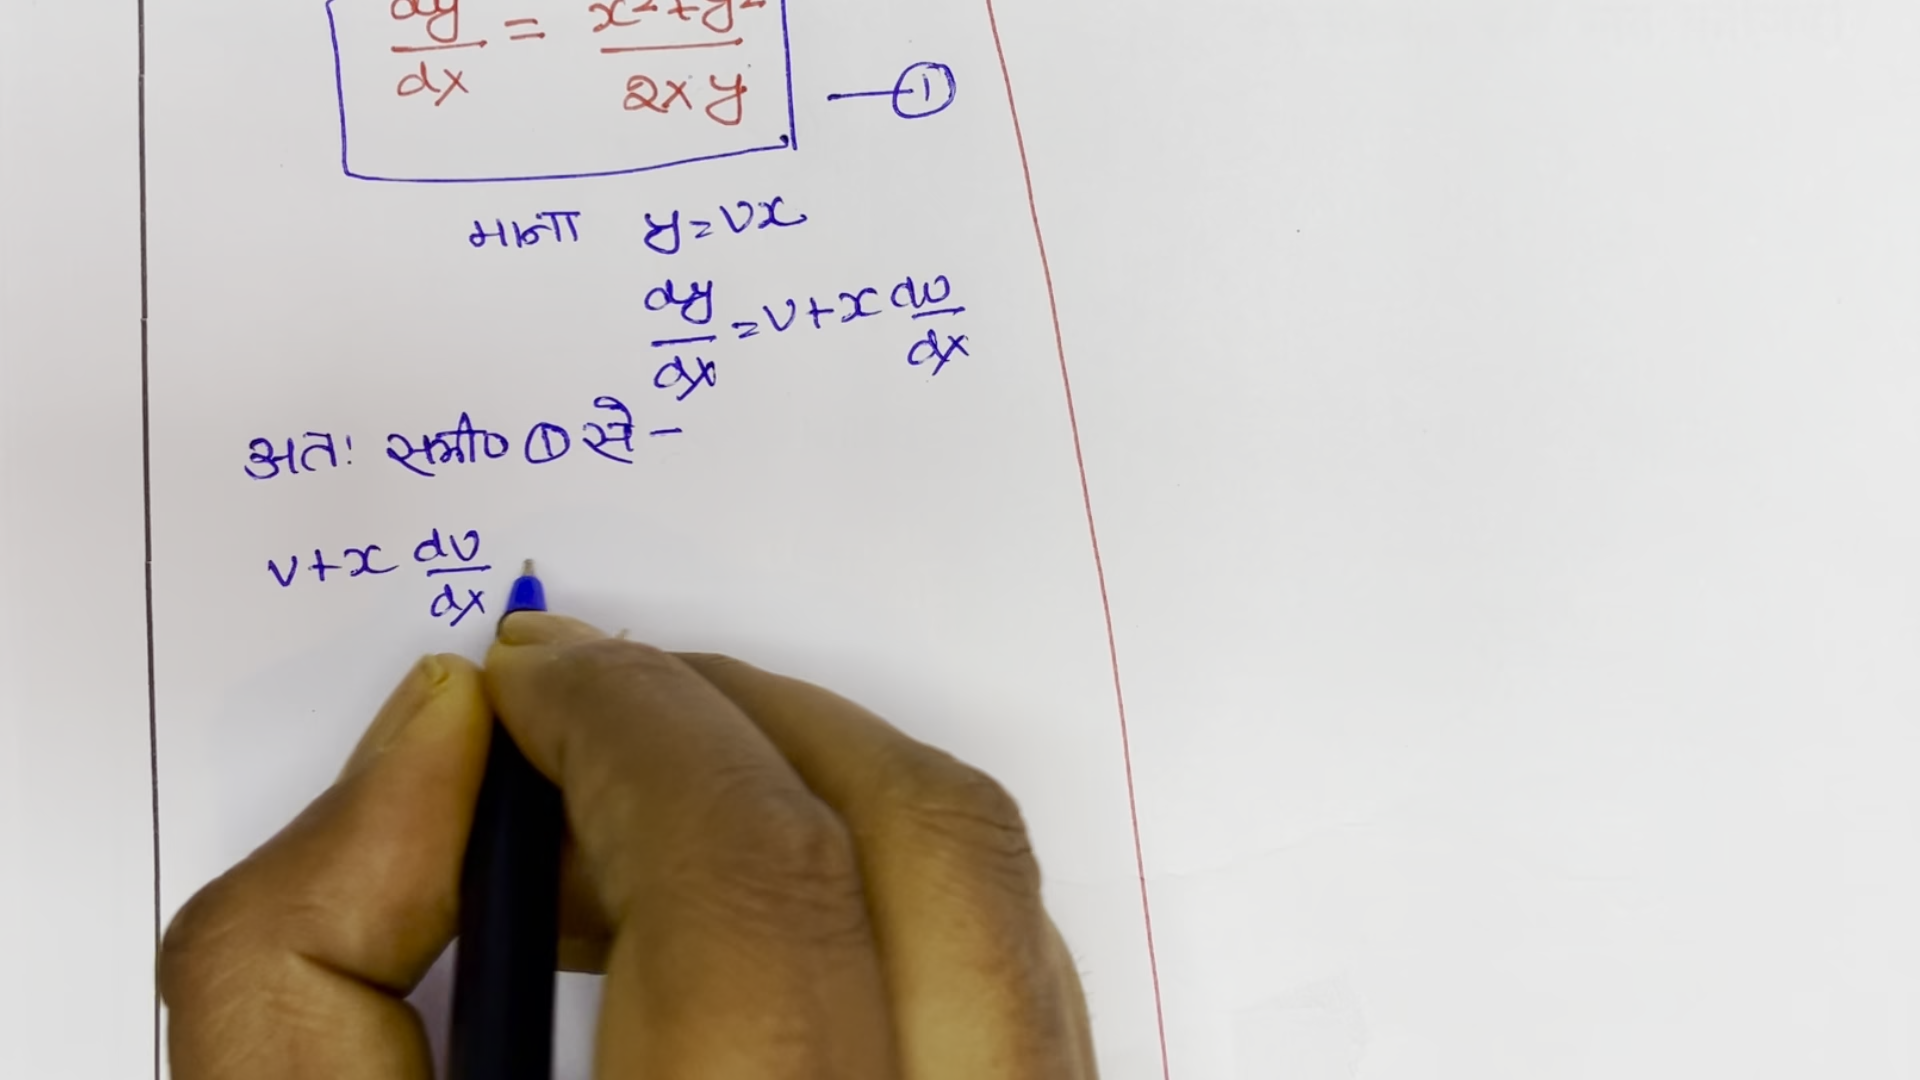 dy/dx = x²+y²/2xy — ①
माना y=vx
dy/dx = v+x dv/dx
अतः समी० ① से –
v+x dv/dx